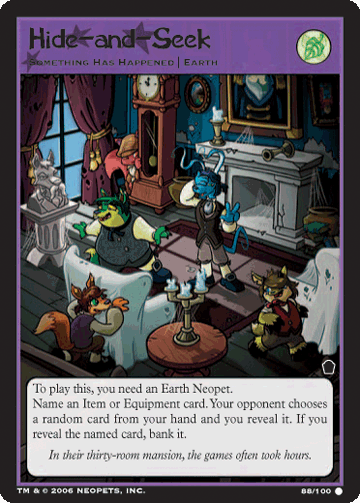 Hide-and-Seek
Something Has Happened | Earth
To play this, you need an Earth Neopet.
Name an Item or Equipment card. Your opponent chooses
a random card from your hand and you reveal it. If you
reveal the named card, bank it.
In their thirty-room mansion, the games often took hours.
TM & © 2006 NEOPETS, INC.
88/100